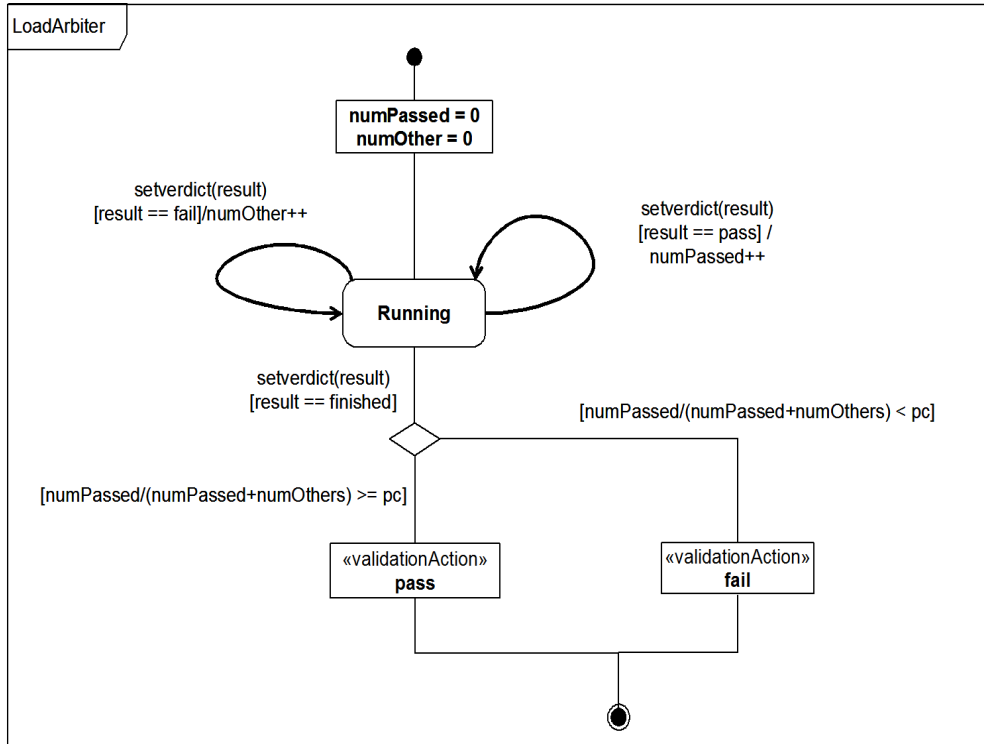 LoadArbiter
numPassed = 0
numOther = 0
setverdict(result)
[result == fail]/numOther++
setverdict(result)
[result == pass] /
numPassed++
Running
setverdict(result)
[result == finished]
[numPassed/(numPassed+numOthers) < pc]
[numPassed/(numPassed+numOthers) >= pc]
«validationAction»
pass
«validationAction»
fail